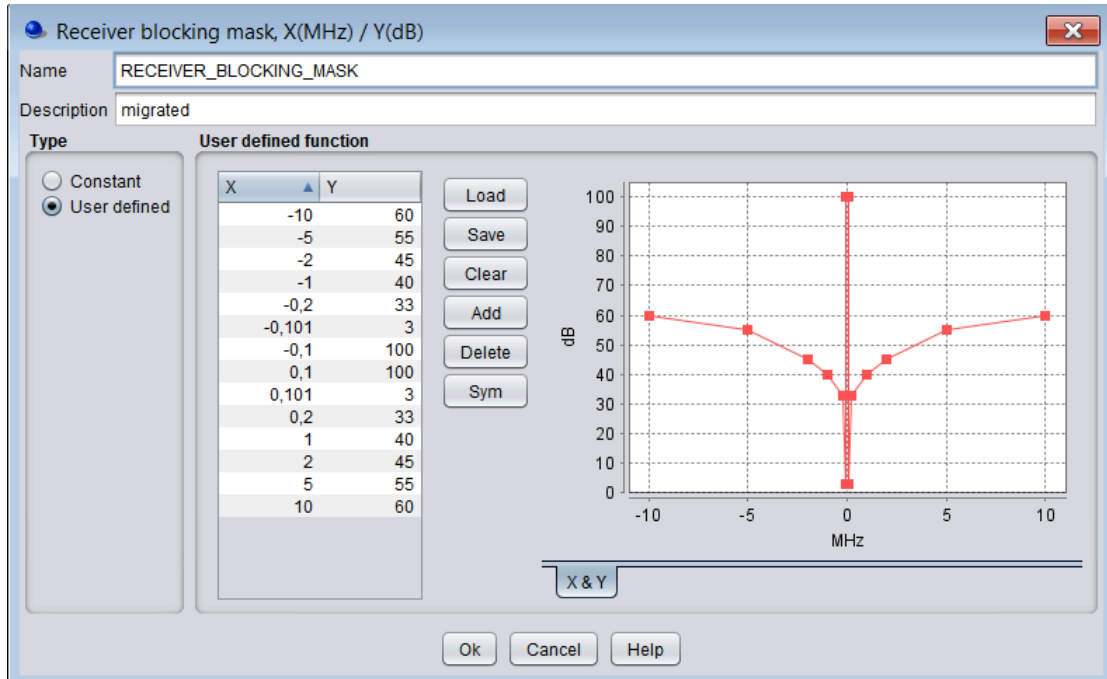 Receiver blocking mask, X(MHz) / Y(dB)
Name RECEIVER_BLOCKING_MASK
Description migrated
Type
Constant
User defined
User defined function
X Y
-10 60
-5 55
-2 45
-1 40
-0,2 33
-0,101 3
-0,1 100
0,1 100
0,101 3
0,2 33
1 40
2 45
5 55
10 60
Load
Save
Clear
Add
Delete
Sym
dB
100
90
80
70
60
50
40
30
20
10
0
-10 -5 0 5 10
MHz
X & Y
Ok Cancel Help